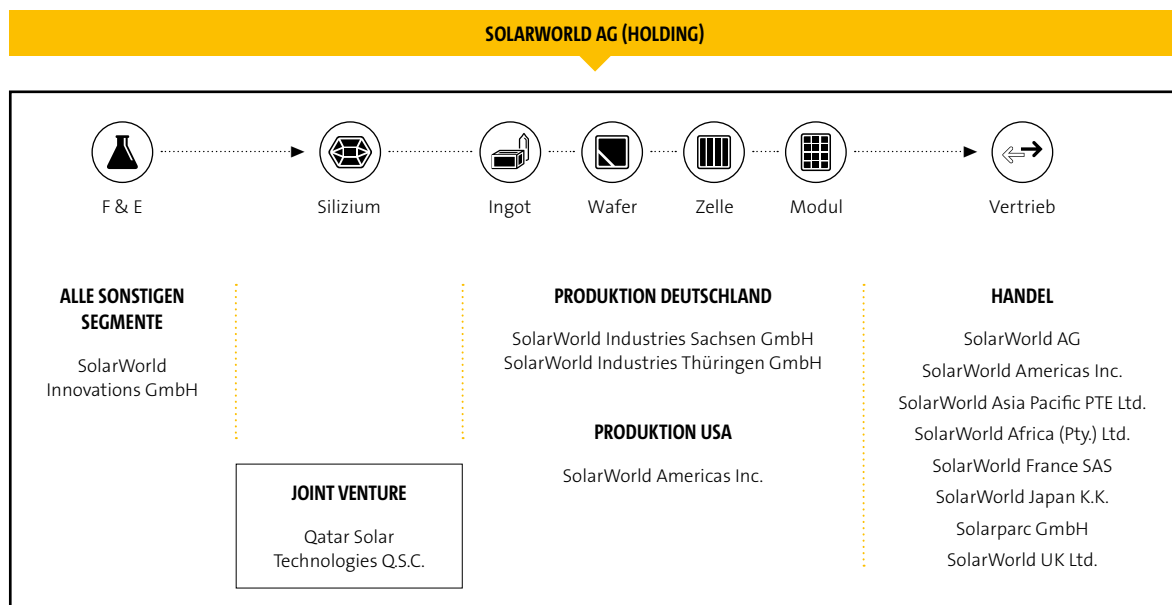 SOLARWORLD AG (HOLDING)
F & E
Silizium
Ingot
Wafer
Zelle
Modul
Vertrieb
ALLE SONSTIGEN
SEGMENTE
SolarWorld
Innovations GmbH
JOINT VENTURE
Qatar Solar
Technologies Q.S.C.
PRODUKTION DEUTSCHLAND
SolarWorld Industries Sachsen GmbH
SolarWorld Industries Thüringen GmbH
PRODUKTION USA
SolarWorld Americas Inc.
HANDEL
SolarWorld AG
SolarWorld Americas Inc.
SolarWorld Asia Pacific PTE Ltd.
SolarWorld Africa (Pty.) Ltd.
SolarWorld France SAS
SolarWorld Japan K.K.
Solarparc GmbH
SolarWorld UK Ltd.